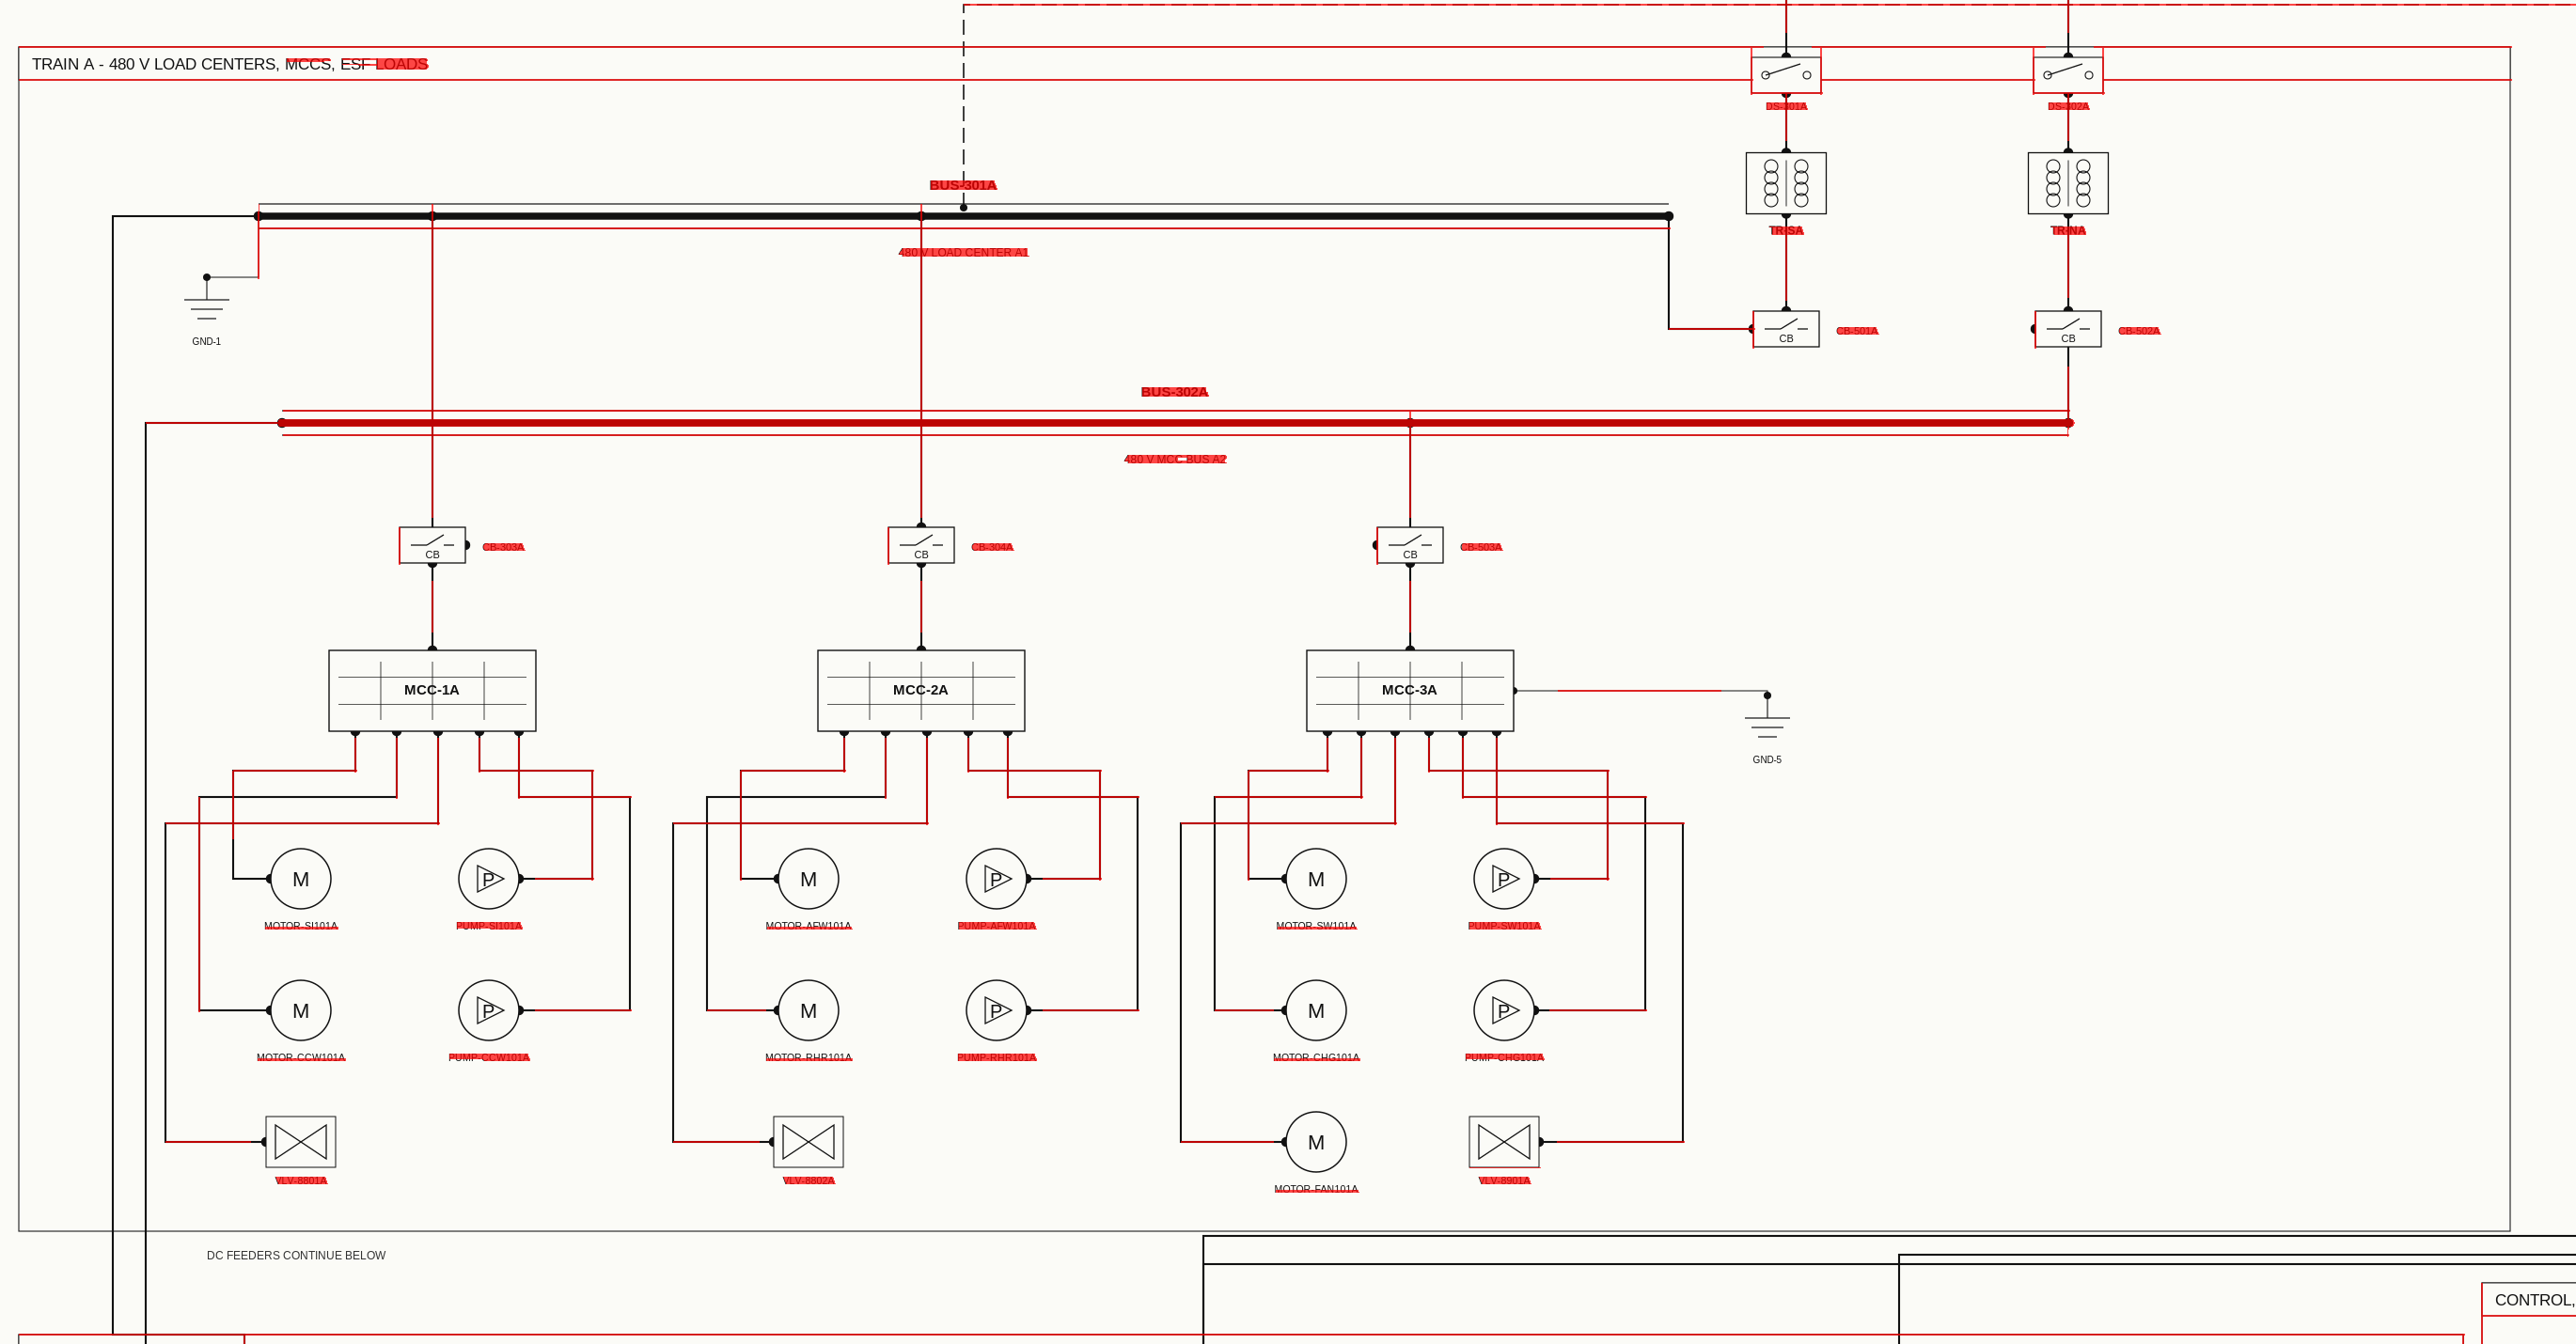 TRAIN A - 480 V LOAD CENTERS, MCCS, ESF LOADS
DS-301A
DS-302A
BUS-301A
TR-SA
TR-NA
480 V LOAD CENTER A1
GND-1
CB
CB-501A
CB
CB-502A
BUS-302A
480 V MCC BUS A2
CB
CB-303A
CB
CB-304A
CB
CB-503A
MCC-1A
MCC-2A
MCC-3A
GND-5
M
P
M
P
M
P
MOTOR-SI101A
PUMP-SI101A
MOTOR-AFW101A
PUMP-AFW101A
MOTOR-SW101A
PUMP-SW101A
M
P
M
P
M
P
MOTOR-CCW101A
PUMP-CCW101A
MOTOR-RHR101A
PUMP-RHR101A
MOTOR-CHG101A
PUMP-CHG101A
M
VLV-8801A
VLV-8802A
MOTOR-FAN101A
VLV-8901A
DC FEEDERS CONTINUE BELOW
CONTROL,